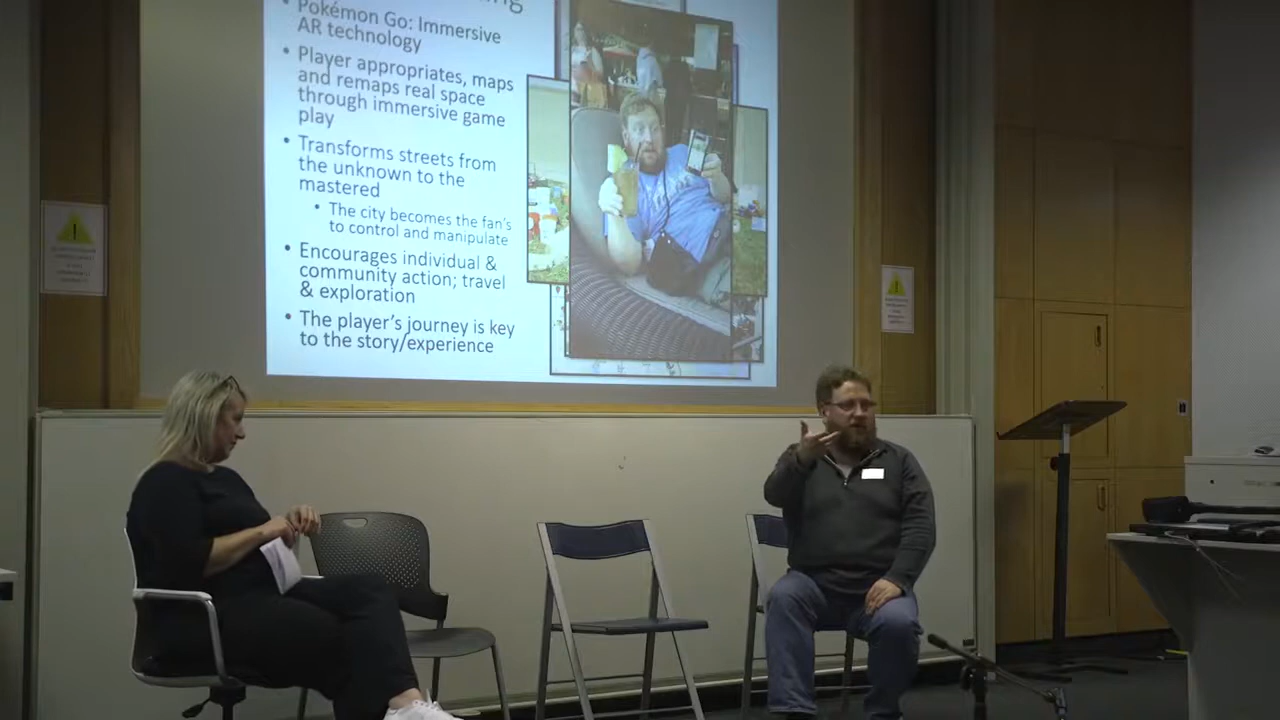 • Pokémon Go: Immersive
AR technology
• Player appropriates, maps
and remaps real space
through immersive game
play
• Transforms streets from
the unknown to the
mastered
• The city becomes the fan's
to control and manipulate
• Encourages individual &
community action; travel
& exploration
• The player's journey is key
to the story/experience